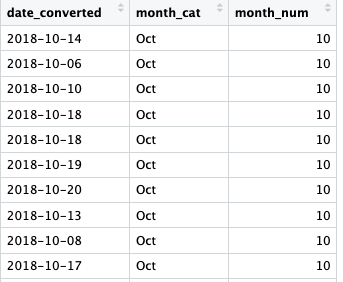 date_converted month_cat month_num
2018-10-14 Oct 10
2018-10-06 Oct 10
2018-10-10 Oct 10
2018-10-18 Oct 10
2018-10-18 Oct 10
2018-10-19 Oct 10
2018-10-20 Oct 10
2018-10-13 Oct 10
2018-10-08 Oct 10
2018-10-17 Oct 10